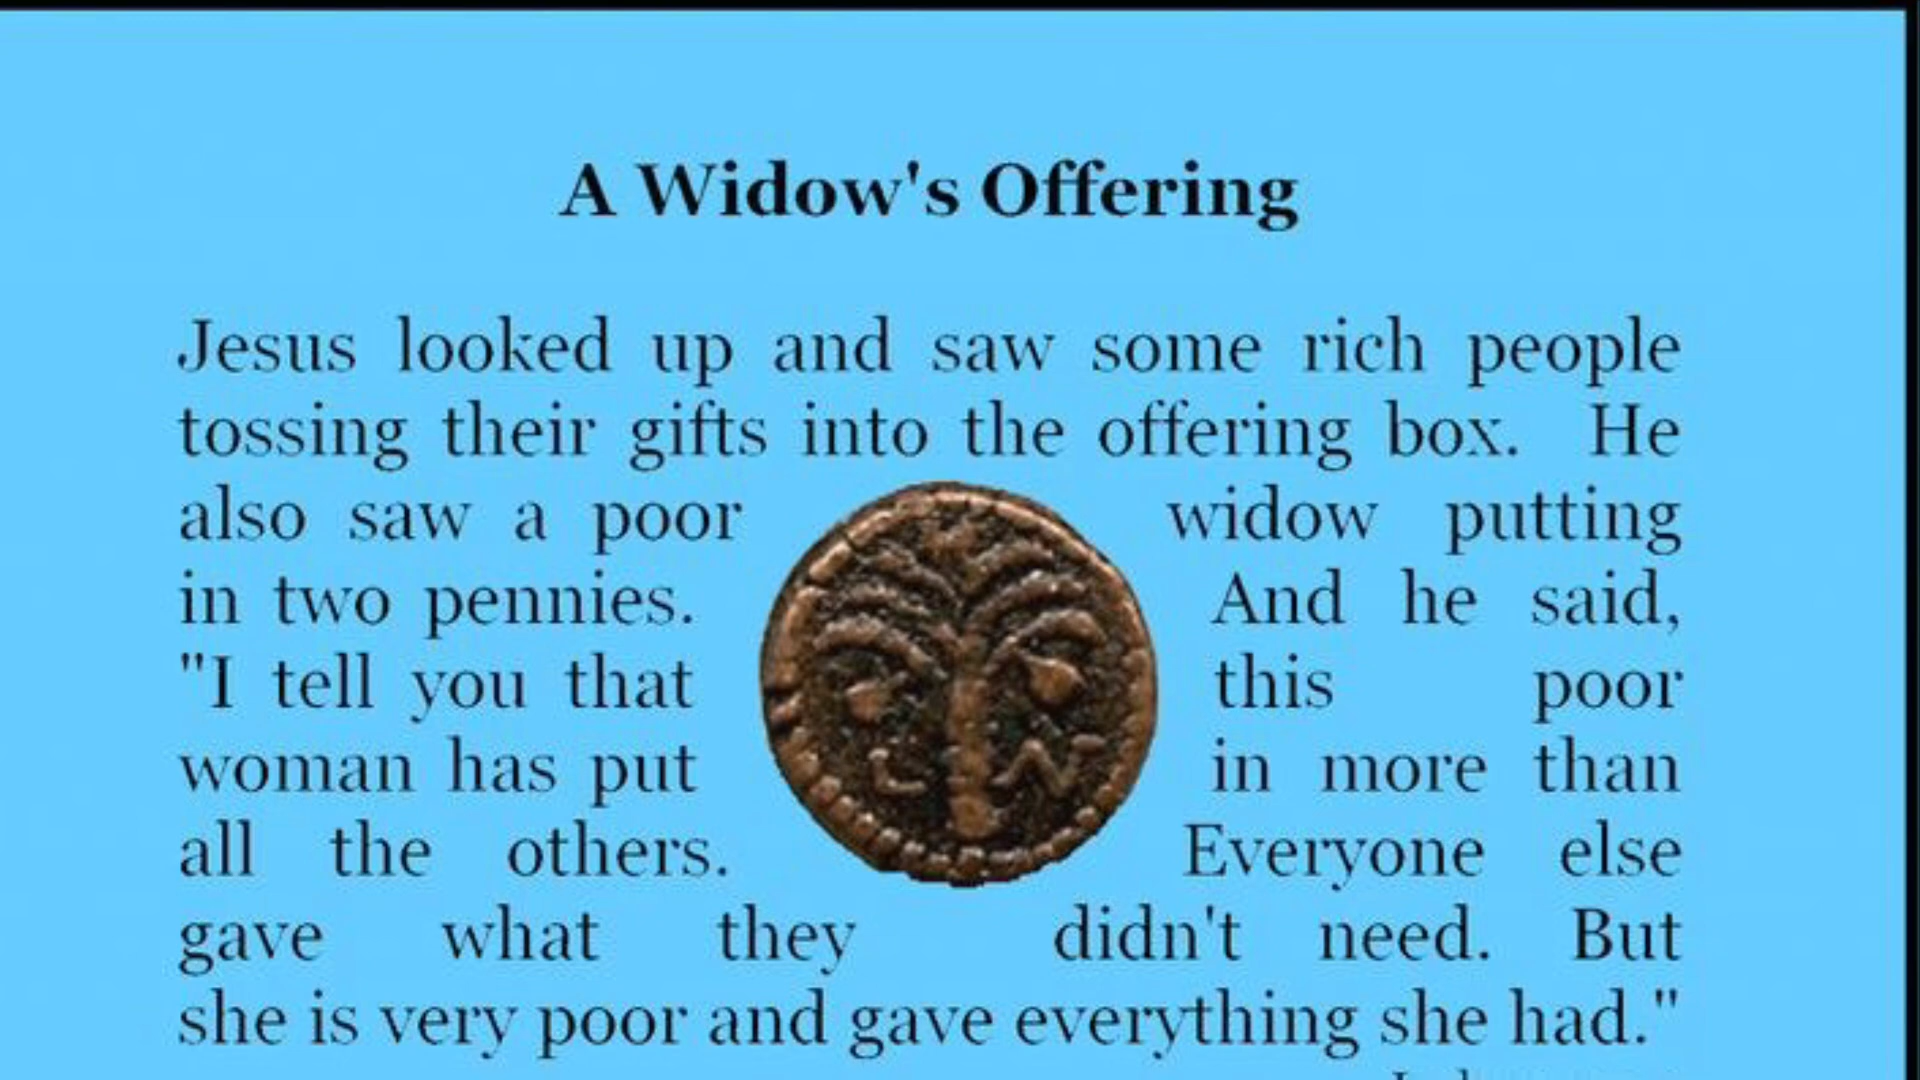 A Widow's Offering
Jesus looked up and saw some rich people
tossing their gifts into the offering box. He
also saw a poor widow putting
in two pennies. And he said,
"I tell you that this poor
woman has put in more than
all the others. Everyone else
gave what they didn't need. But
she is very poor and gave everything she had."